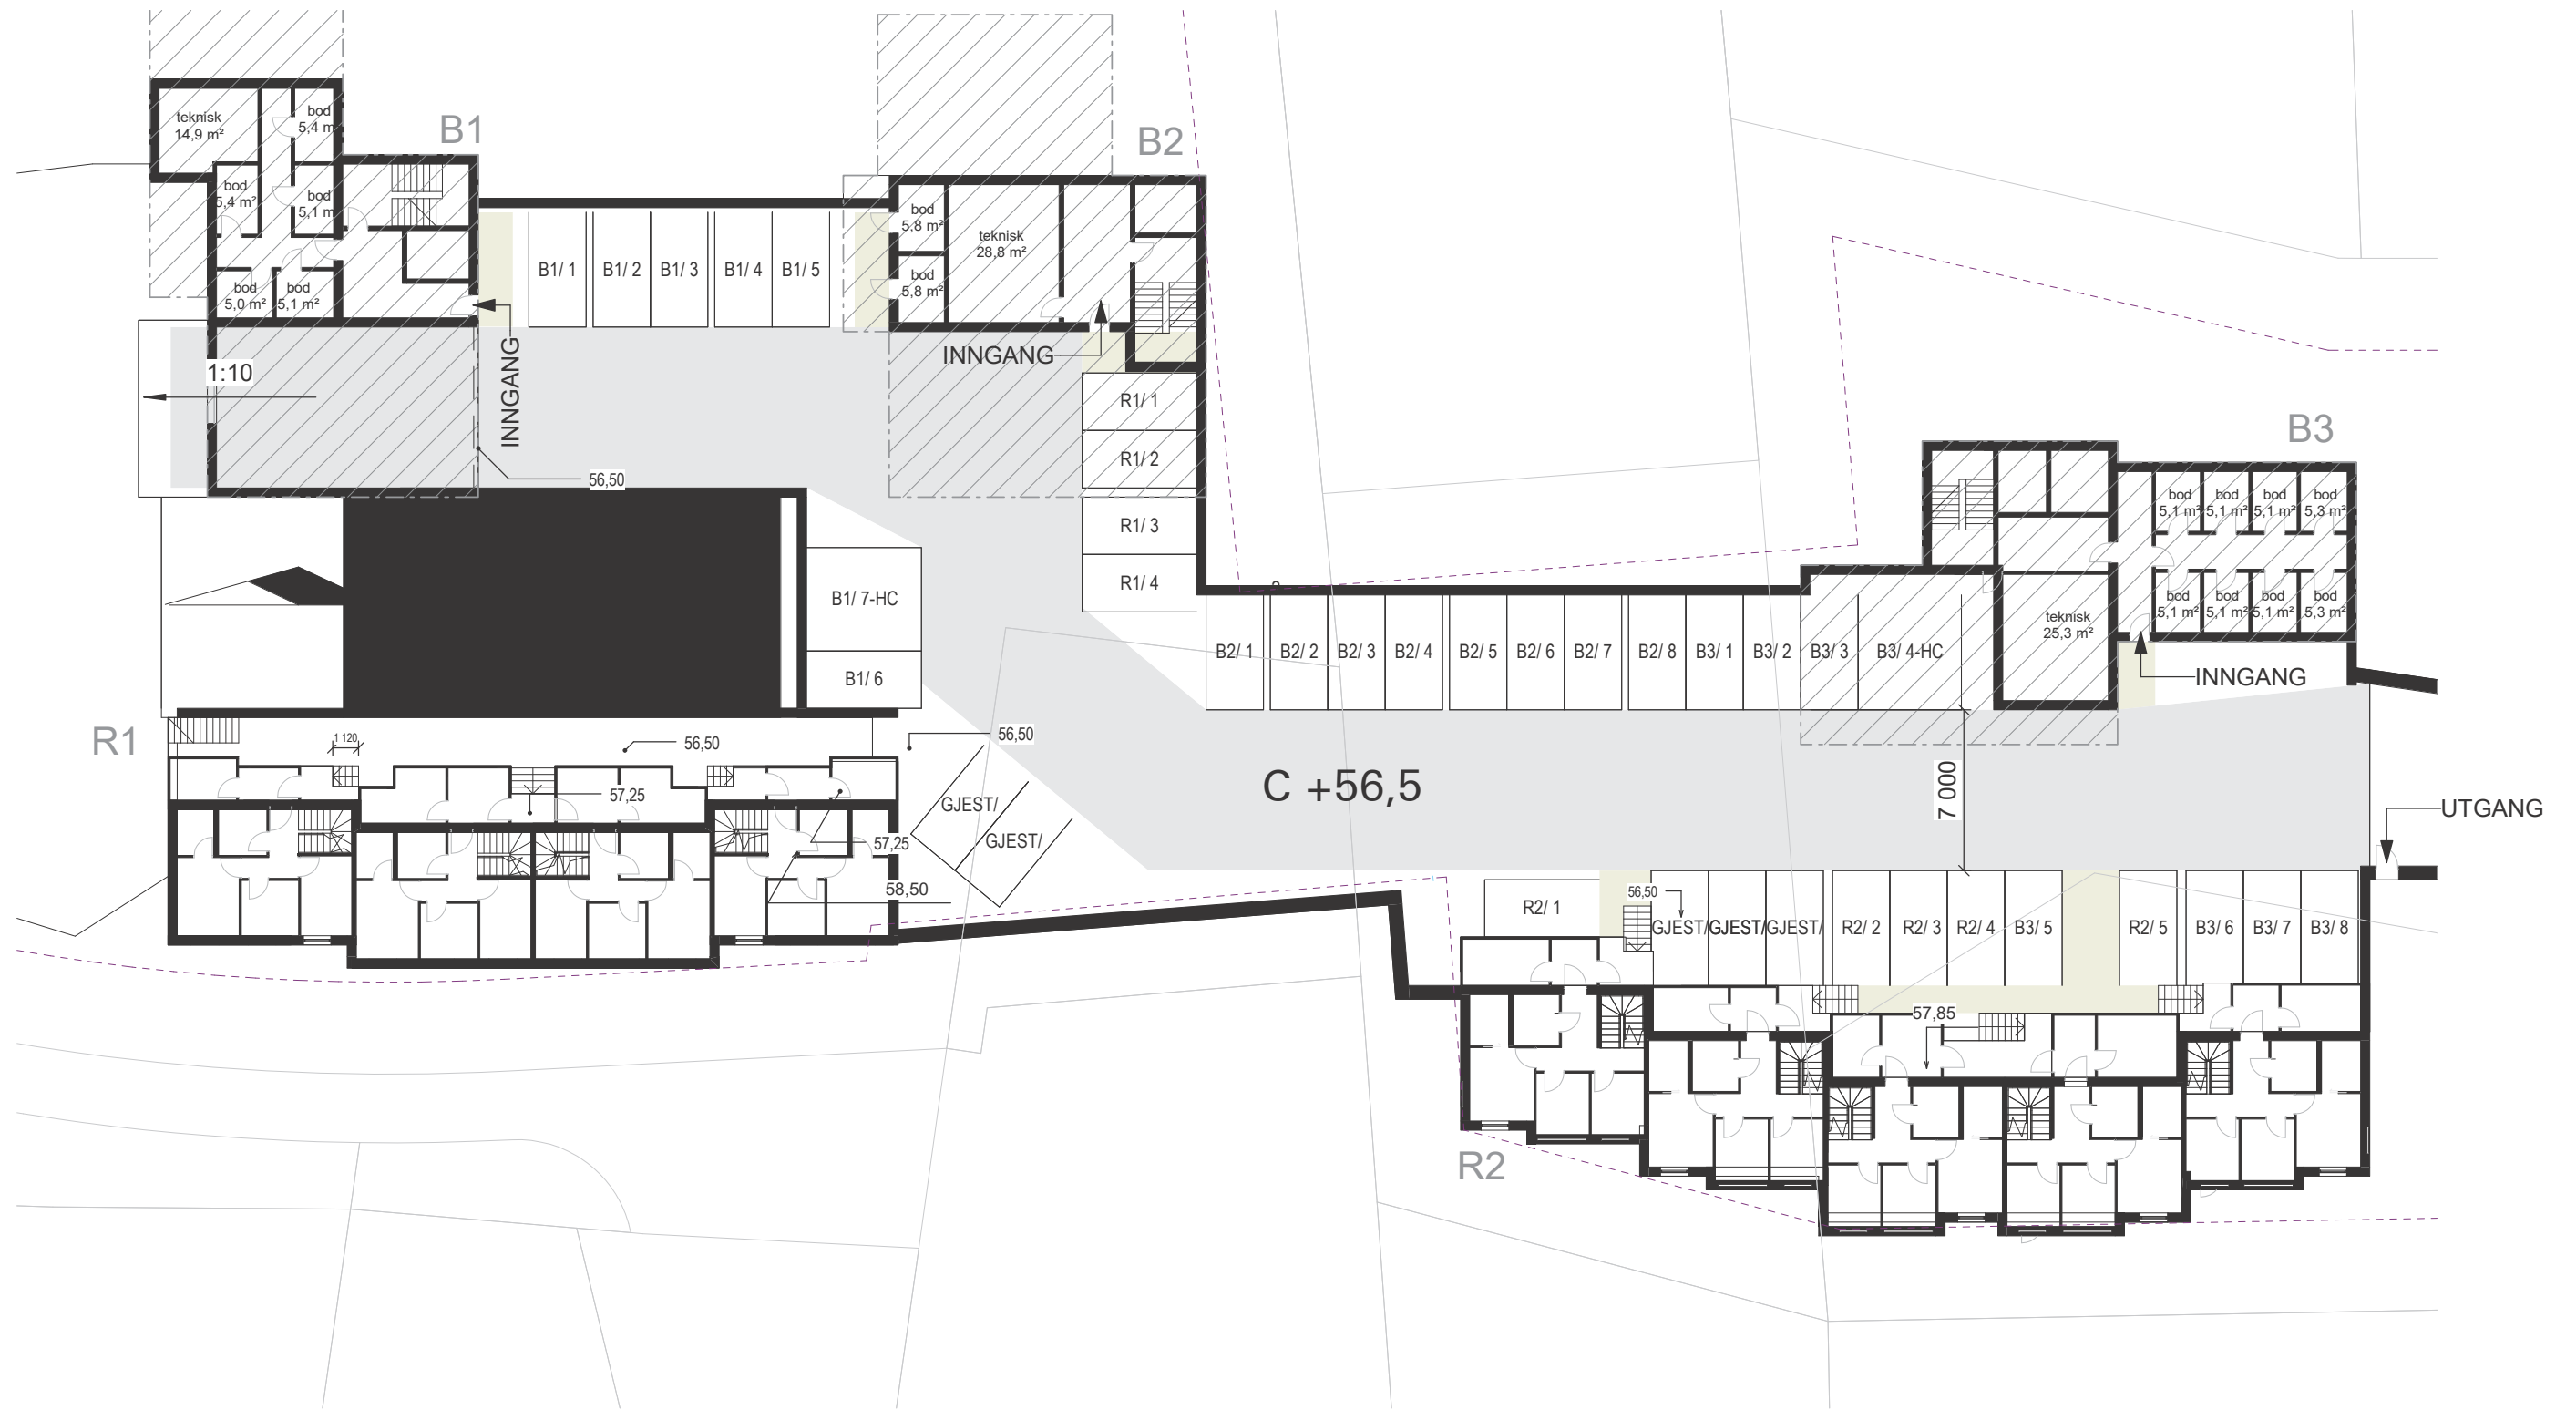 B1
B2
teknisk
14,9 m²
bod
5,4 m
bod
5,4 m²
bod
5,1 m
bod
5,0 m²
bod
5,1 m²
B1/ 1
B1/ 2
B1/ 3
B1/ 4
B1/ 5
bod
5,8 m²
bod
5,8 m²
teknisk
28,8 m²
INNGANG
INNGANG
1:10
56,50
R1/ 1
R1/ 2
R1/ 3
R1/ 4
B1/ 7-HC
B1/ 6
B3
bod
5,1 m²
bod
5,1 m²
bod
5,1 m²
bod
5,3 m²
bod
5,1 m²
bod
5,1 m²
bod
5,1 m²
bod
5,3 m²
teknisk
25,3 m²
INNGANG
B2/ 1
B2/ 2
B2/ 3
B2/ 4
B2/ 5
B2/ 6
B2/ 7
B2/ 8
B3/ 1
B3/ 2
B3/ 3
B3/ 4-HC
R1
1 120
56,50
56,50
57,25
57,25
58,50
GJEST/
GJEST/
C +56,5
7 000
UTGANG
R2/ 1
56,50
GJEST/
GJEST/
GJEST/
R2/ 2
R2/ 3
R2/ 4
B3/ 5
R2/ 5
B3/ 6
B3/ 7
B3/ 8
57,85
R2